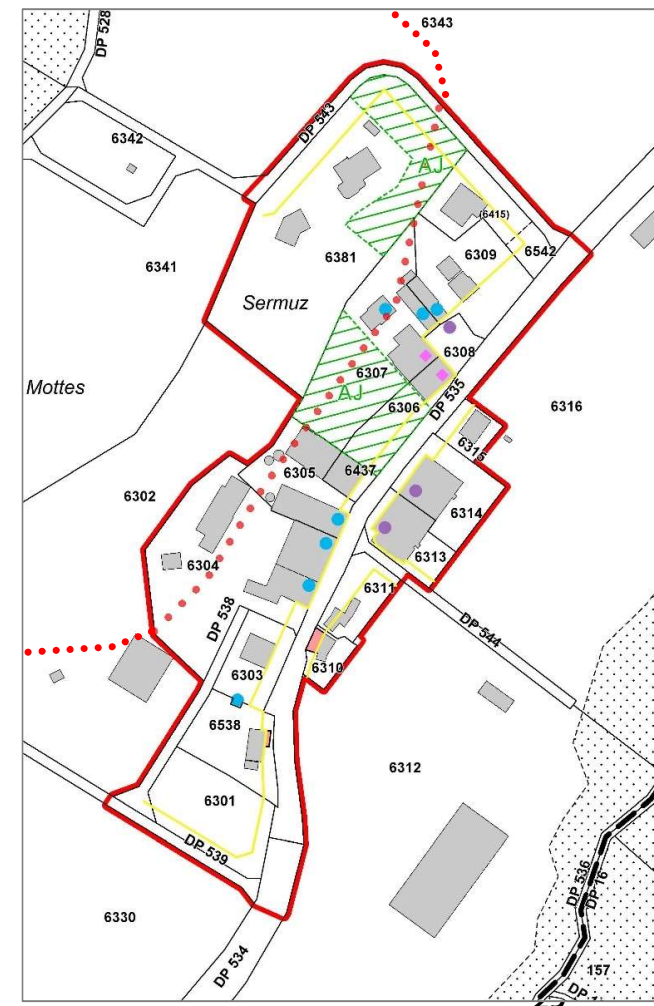 DP 528
6343
6342
DP 543
AJ
(6415)
6542
6309
6341
6381
Sermuz
6308
6307
AJ
6306
DP 535
Mottes
6316
6315
6305
6437
6302
6314
6313
6304
6311
DP 544
DP 538
6310
6303
6538
6312
6301
DP 539
DP 536
DP 16
6330
DP 534
157